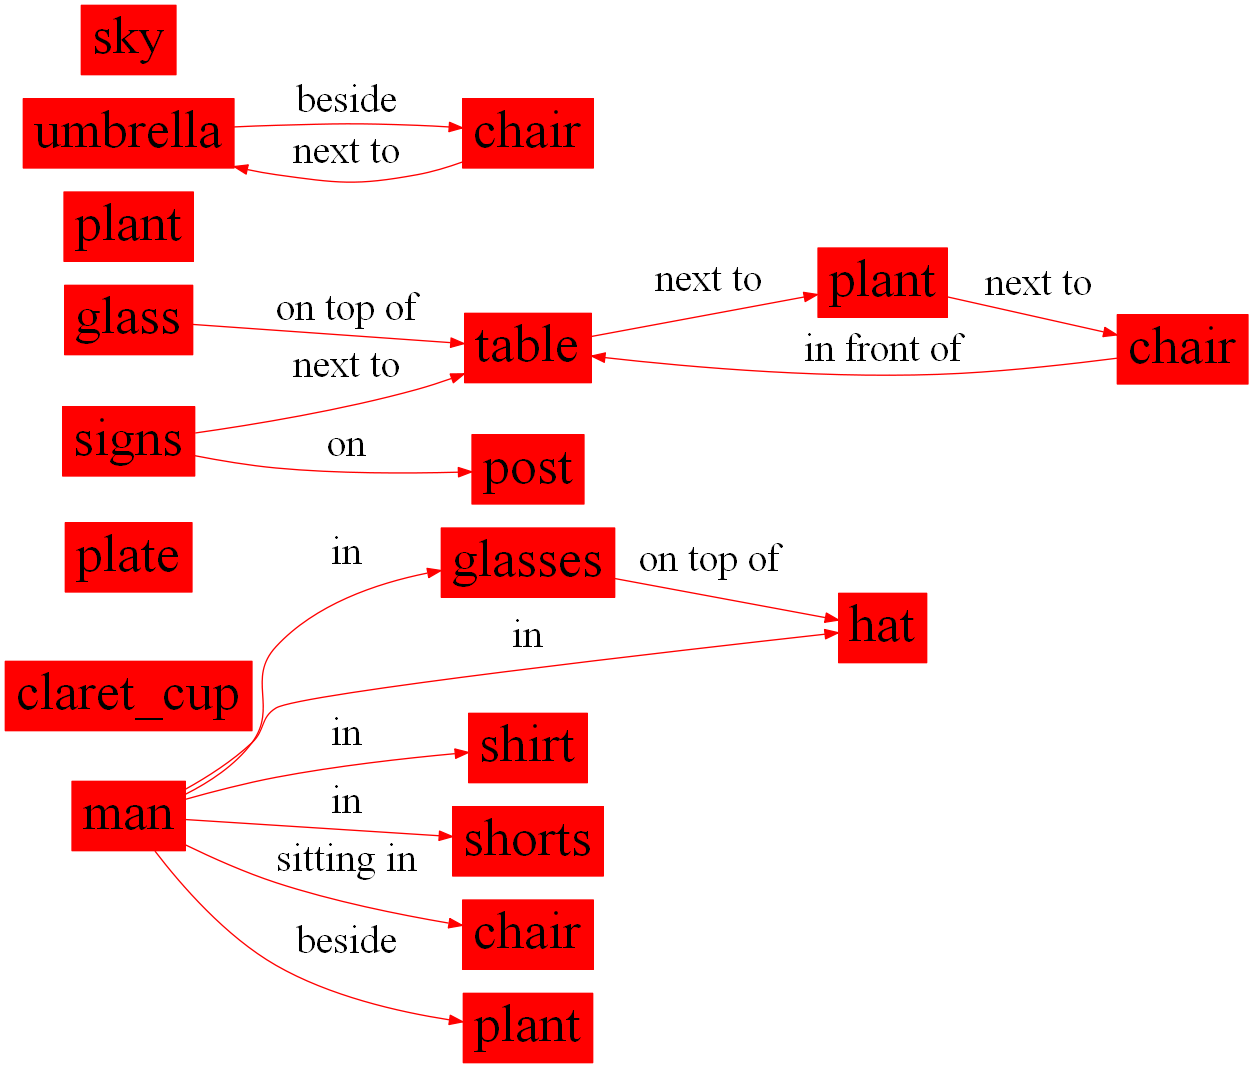 sky
umbrella
beside
chair
next to
plant
glass
on top of
table
next to
plant
next to
chair
in front of
next to
signs
on
post
plate
in
glasses
on top of
hat
in
claret_cup
man
in
shirt
in
shorts
sitting in
chair
beside
plant